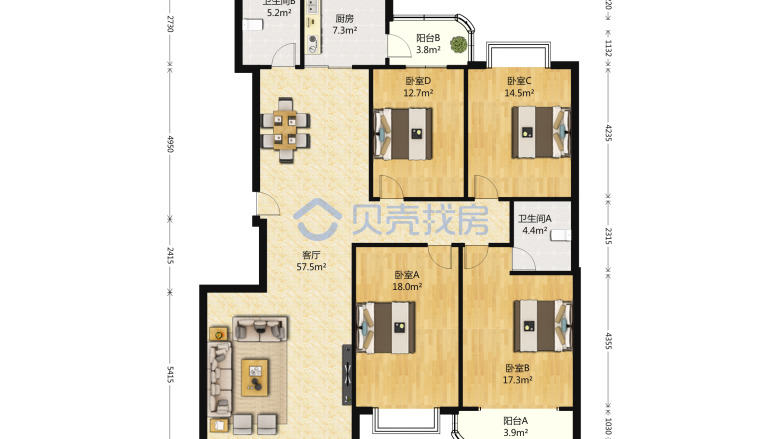 卫生间B
5.2m²
厨房
7.3m²
阳台B
3.8m²
卧室D
12.7m²
卧室C
14.5m²
贝壳找房
卫生间A
4.4m²
客厅
57.5m²
卧室A
18.0m²
卧室B
17.3m²
阳台A
3.9m²
2730
4950
2415
5415
1132
4235
2315
4355
1030